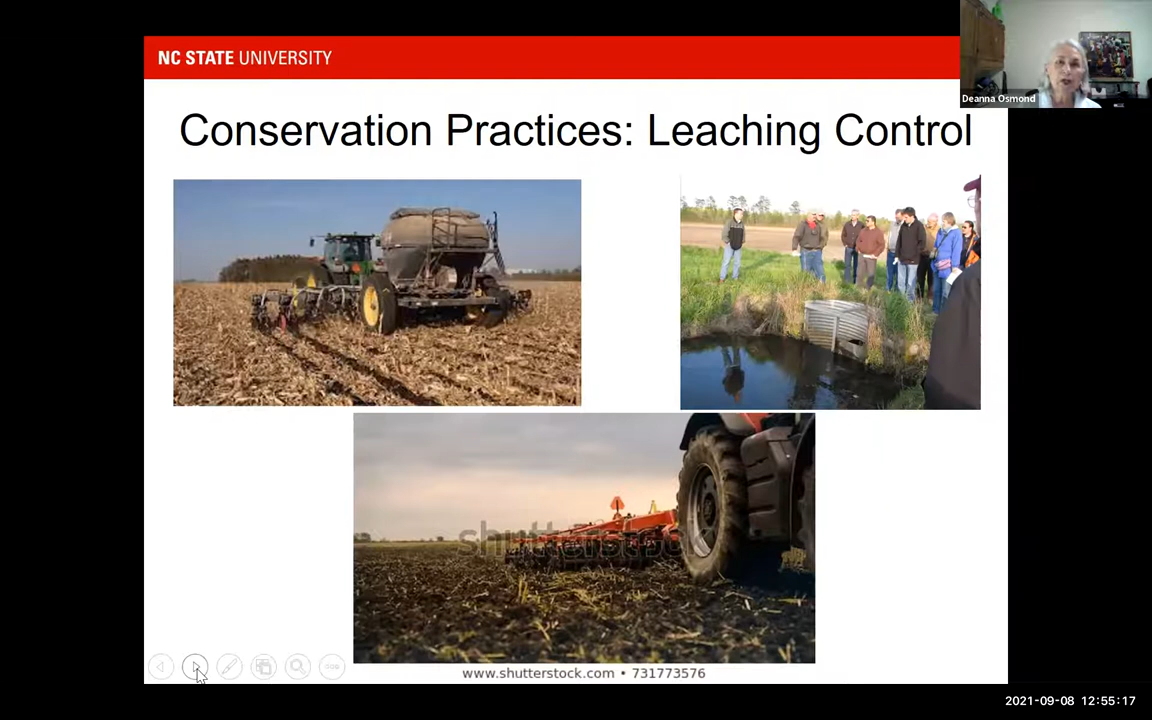 NC STATE UNIVERSITY
Deanna Osmond
Conservation Practices: Leaching Control
shutterstock
www.shutterstock.com • 731773576
2021-09-08 12:55:17